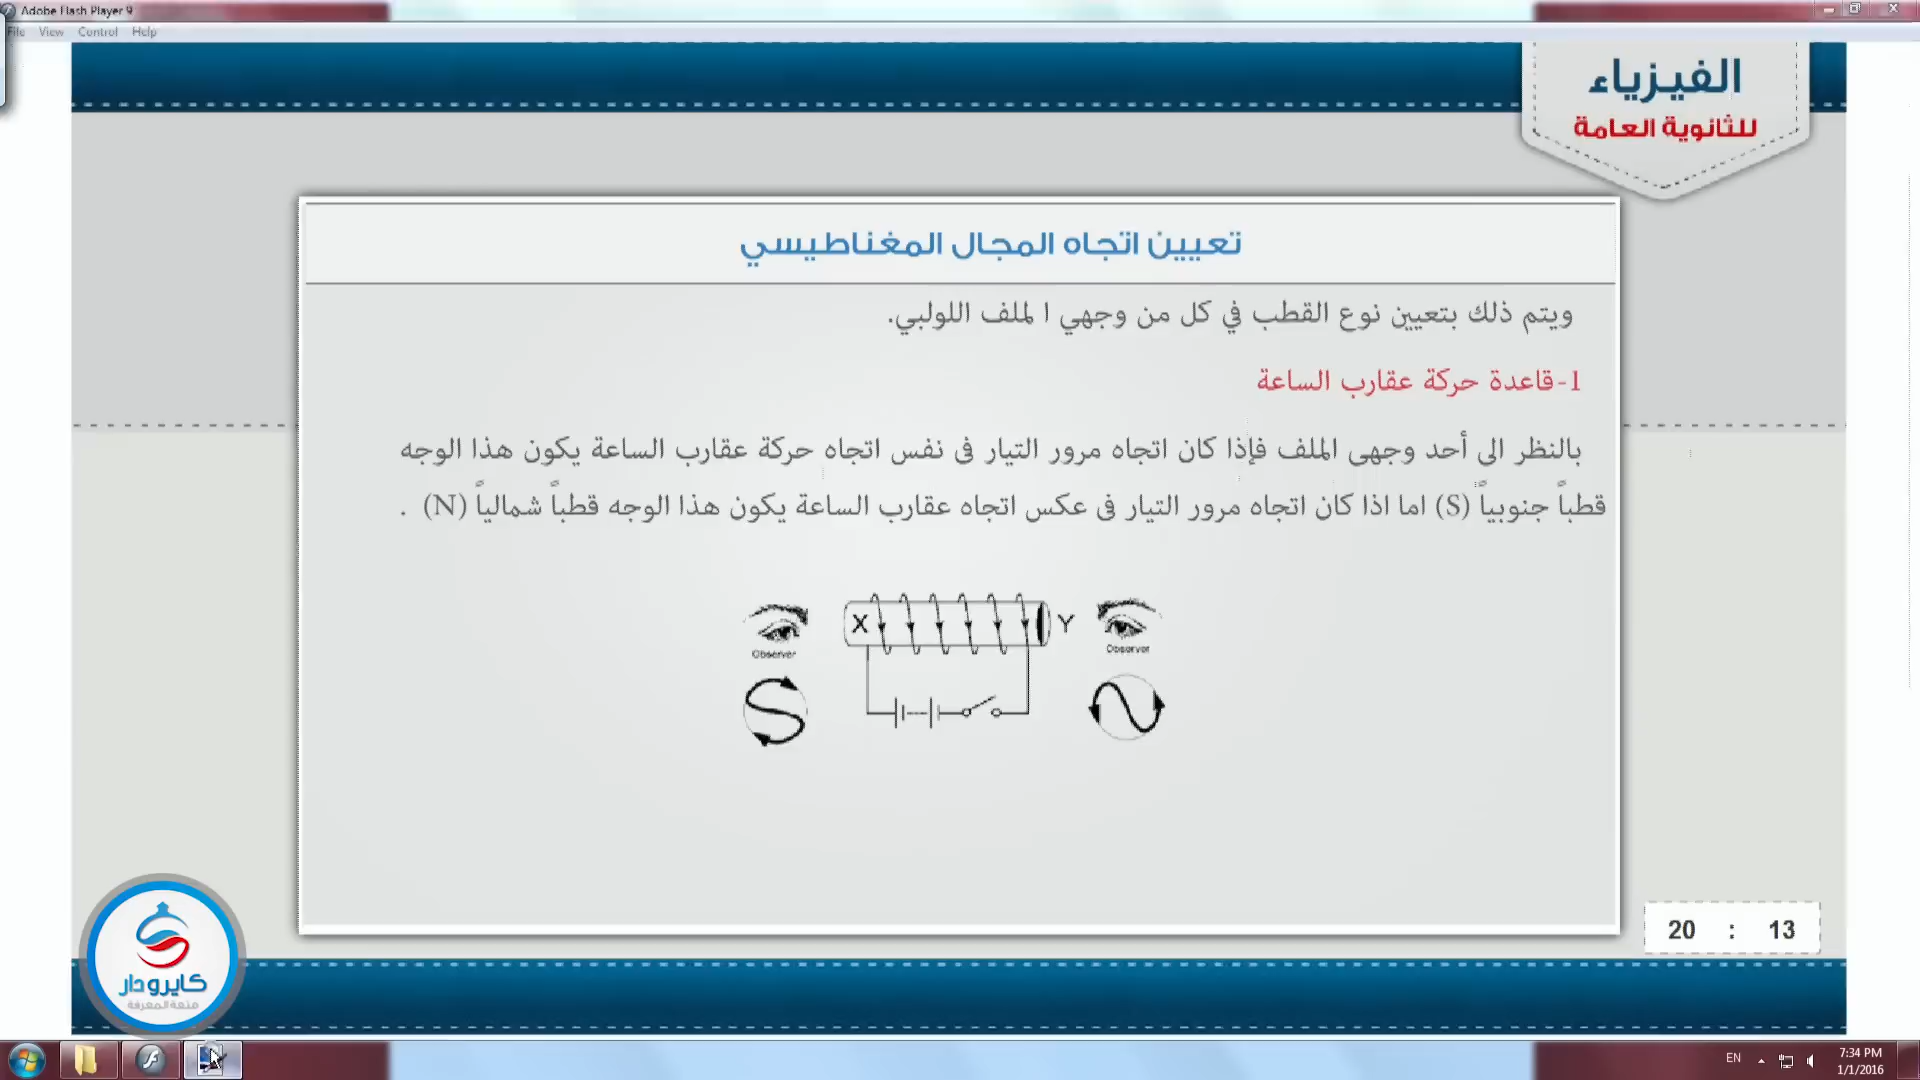 Adobe Flash Player 9
File View Control Help
الفيزياء
للثانوية العامة
تعيين اتجاه المجال المغناطيسي
ويتم ذلك بتعيين نوع القطب في كل من وجهي ا لملف اللولبي.
1-قاعدة حركة عقارب الساعة
بالنظر الى أحد وجهى الملف فإذا كان اتجاه مرور التيار فى نفس اتجاه حركة عقارب الساعة يكون هذا الوجه
قطباً جنوبياً (S) اما اذا كان اتجاه مرور التيار فى عكس اتجاه عقارب الساعة يكون هذا الوجه قطباً شمالياً (N) .
X Y
Observer Observer
S N
20 : 13
كايرودار
متعة المعرفة
EN 7:34 PM
1/1/2016